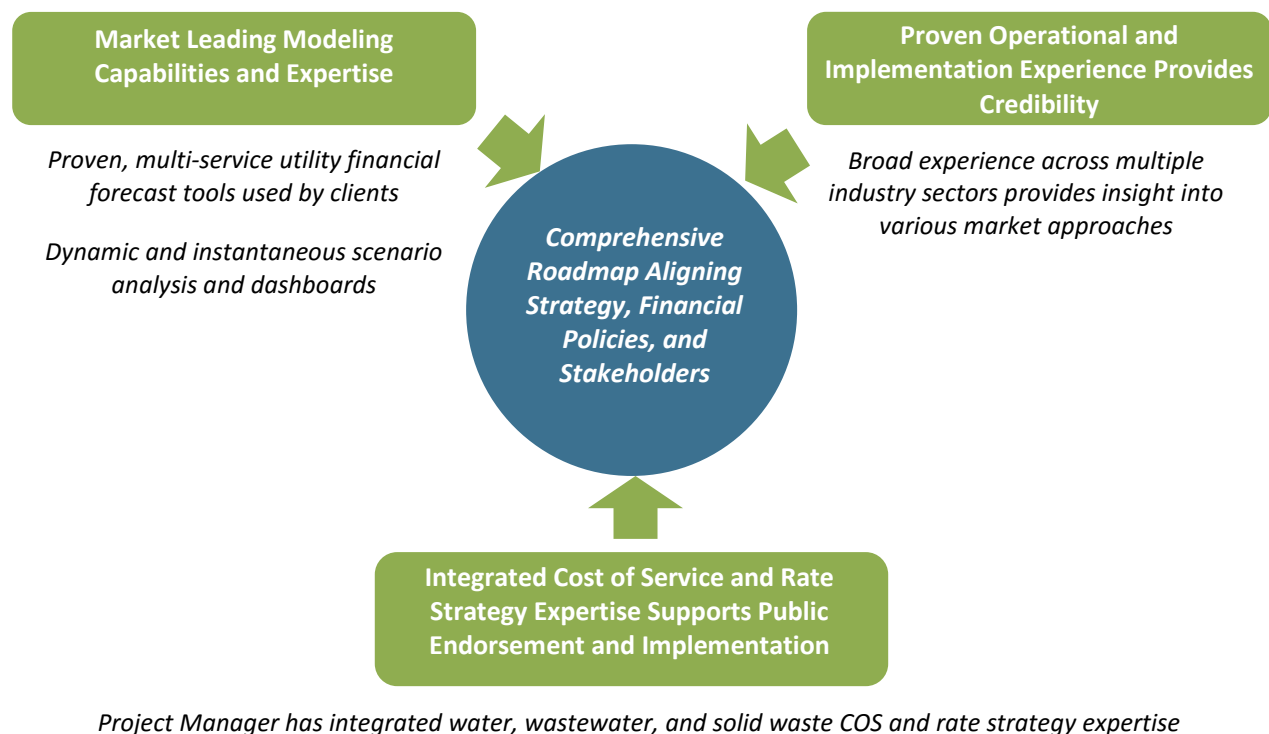 Market Leading Modeling
Capabilities and Expertise
Proven, multi-service utility financial
forecast tools used by clients
Dynamic and instantaneous scenario
analysis and dashboards
Proven Operational and
Implementation Experience Provides
Credibility
Broad experience across multiple
industry sectors provides insight into
various market approaches
Comprehensive
Roadmap Aligning
Strategy, Financial
Policies, and
Stakeholders
Integrated Cost of Service and Rate
Strategy Expertise Supports Public
Endorsement and Implementation
Project Manager has integrated water, wastewater, and solid waste COS and rate strategy expertise